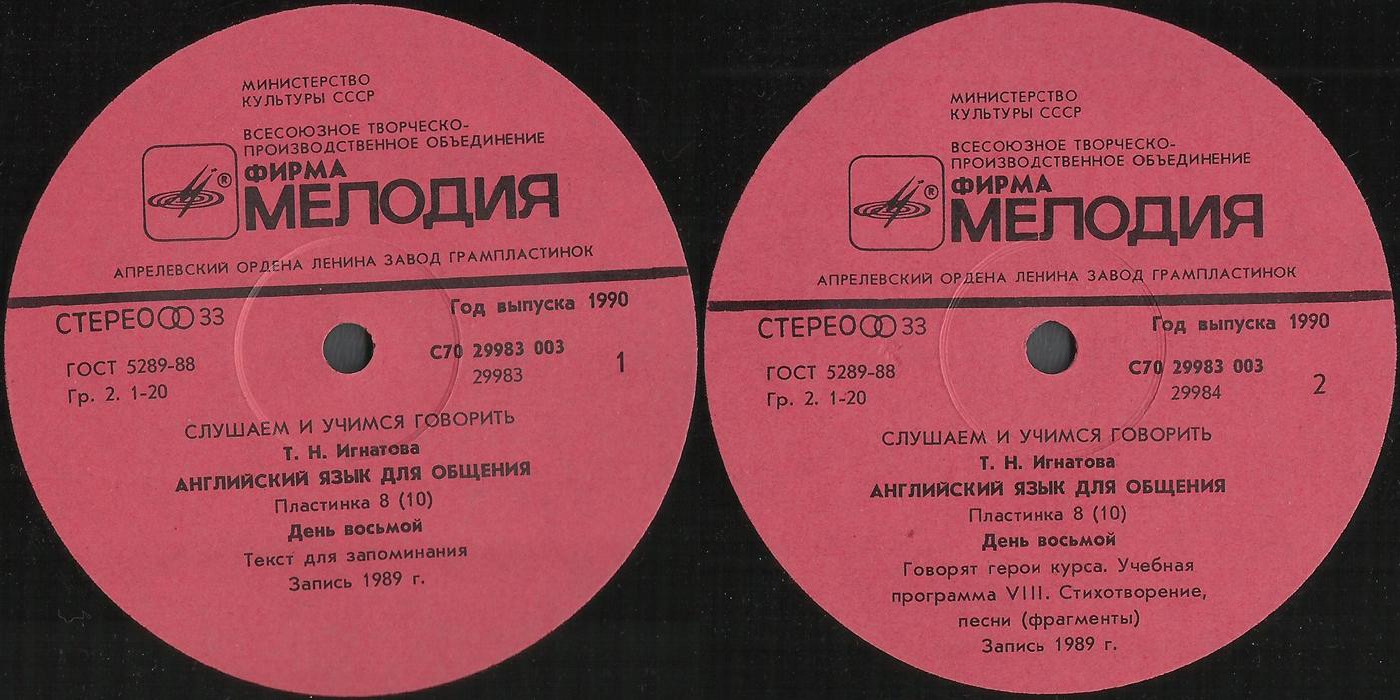 МИНИСТЕРСТВО
КУЛЬТУРЫ СССР
ВСЕСОЮЗНОЕ ТВОРЧЕСКО-
ПРОИЗВОДСТВЕННОЕ ОБЪЕДИНЕНИЕ
ФИРМА
® МЕЛОДИЯ
АПРЕЛЕВСКИЙ ОРДЕНА ЛЕНИНА ЗАВОД ГРАМПЛАСТИНОК
СТЕРЕО 33
Год выпуска 1990
ГОСТ 5289-88
Гр. 2. 1-20
С70 29983 003
29983
1
СЛУШАЕМ И УЧИМСЯ ГОВОРИТЬ
Т. Н. Игнатова
АНГЛИЙСКИЙ ЯЗЫК ДЛЯ ОБЩЕНИЯ
Пластинка 8 (10)
День восьмой
Текст для запоминания
Запись 1989 г.
МИНИСТЕРСТВО
КУЛЬТУРЫ СССР
ВСЕСОЮЗНОЕ ТВОРЧЕСКО-
ПРОИЗВОДСТВЕННОЕ ОБЪЕДИНЕНИЕ
ФИРМА
® МЕЛОДИЯ
АПРЕЛЕВСКИЙ ОРДЕНА ЛЕНИНА ЗАВОД ГРАМПЛАСТИНОК
СТЕРЕО 33
Год выпуска 1990
ГОСТ 5289-88
Гр. 2. 1-20
С70 29983 003
29984
2
СЛУШАЕМ И УЧИМСЯ ГОВОРИТЬ
Т. Н. Игнатова
АНГЛИЙСКИЙ ЯЗЫК ДЛЯ ОБЩЕНИЯ
Пластинка 8 (10)
День восьмой
Говорят герои курса. Учебная
программа VIII. Стихотворение,
песни (фрагменты)
Запись 1989 г.